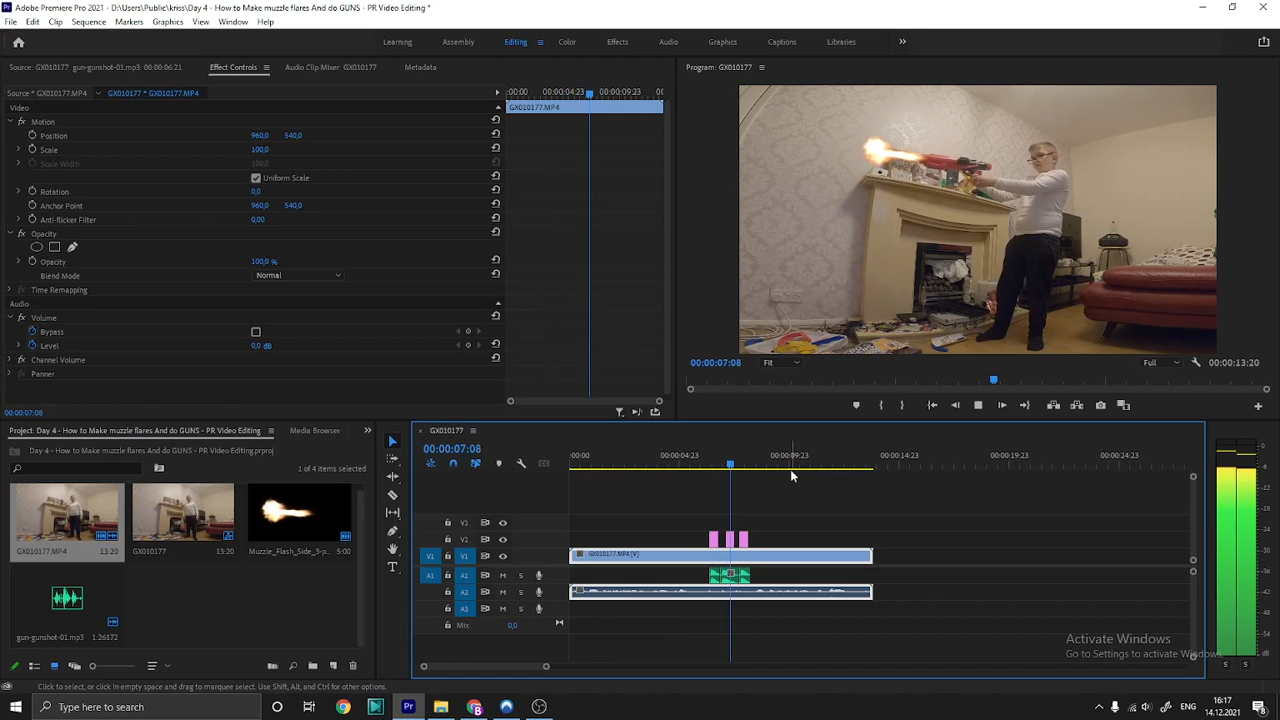 Adobe Premiere Pro 2021 - D:\Users\Public\kriss\Day 4 - How to Make muzzle flares And do GUNS - PR Video Editing *
File Edit Clip Sequence Markers Graphics View Window Help
Learning Assembly Editing Color Effects Audio Graphics Captions Libraries
Source: gun-gunshot-01.mp3: 00:00:06:21 Effect Controls Audio Clip Mixer: GX010177 Metadata
Program: GX010177
Source * GX010177.MP4 GX010177 * GX010177.MP4
:00:00 00:00:04:23 00:00:09:23 00
Video GX010177.MP4
Motion
Position 960,0 540,0
Scale 100,0
Scale Width 100,0
Uniform Scale
Rotation 0,0
Anchor Point 960,0 540,0
Anti-flicker Filter 0,00
Opacity
Opacity 100,0 %
Blend Mode Normal
Time Remapping
Audio
Volume
Bypass
Level 0,0 dB
Channel Volume
Panner
00:00:07:08
00:00:07:08 Fit Full 00:00:13:20
Project: Day 4 - How to Make muzzle flares And do GUNS - PR Video Editing Media Browser
Day 4 - How to Make muzzle flares And do GUNS - PR Video Editing.prproj
1 of 4 items selected
GX010177.MP4 13:20
GX010177 13:20
Muzzle_Flash_Side_3-p... 5:00
gun-gunshot-01.mp3 1.26172
GX010177
00:00:07:08
:00:00 00:00:04:23 00:00:09:23 00:00:14:23 00:00:19:23 00:00:24:23
V3
V2
V1 V1 GX010177.MP4 [V]
A1 A1 M S
A2 M S
A3 M S
Mix 0,0
0
S S
Activate Windows
Go to Settings to activate Windows.
Click to select, or click in empty space and drag to marquee select. Use Shift, Alt, and Ctrl for other options.
Type here to search
Pr
ENG
16:17
14.12.2021
8